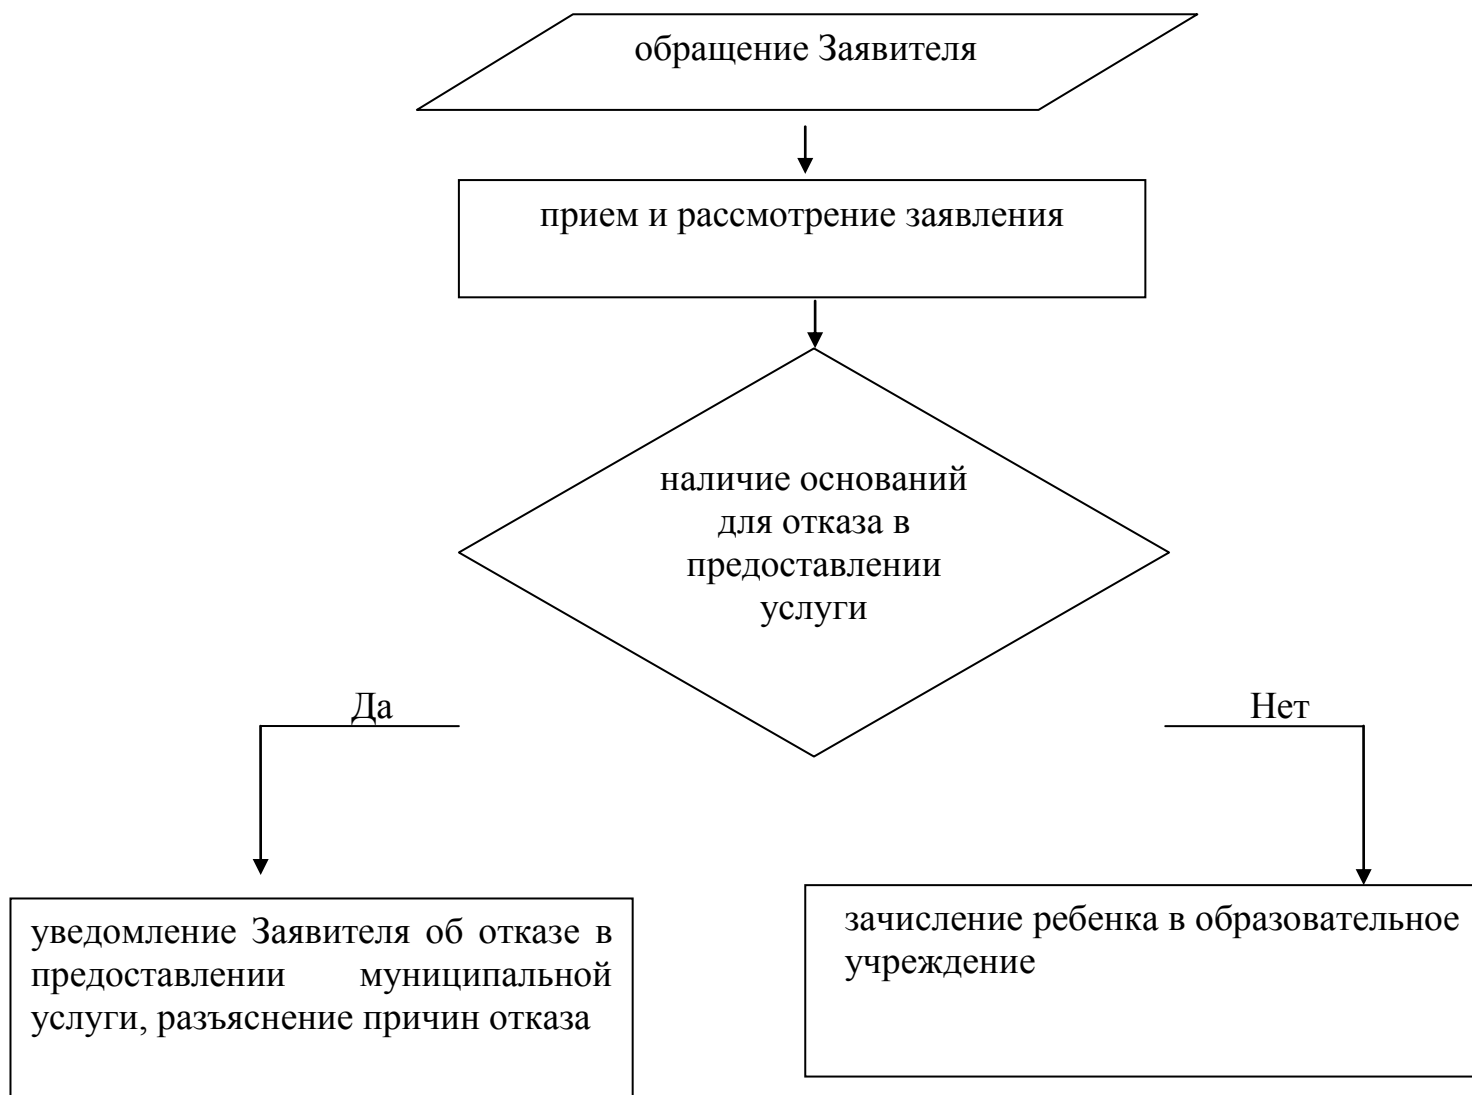 обращение Заявителя
прием и рассмотрение заявления
наличие оснований
для отказа в
предоставлении
услуги
Да
Нет
уведомление Заявителя об отказе в
предоставлении муниципальной
услуги, разъяснение причин отказа
зачисление ребенка в образовательное
учреждение